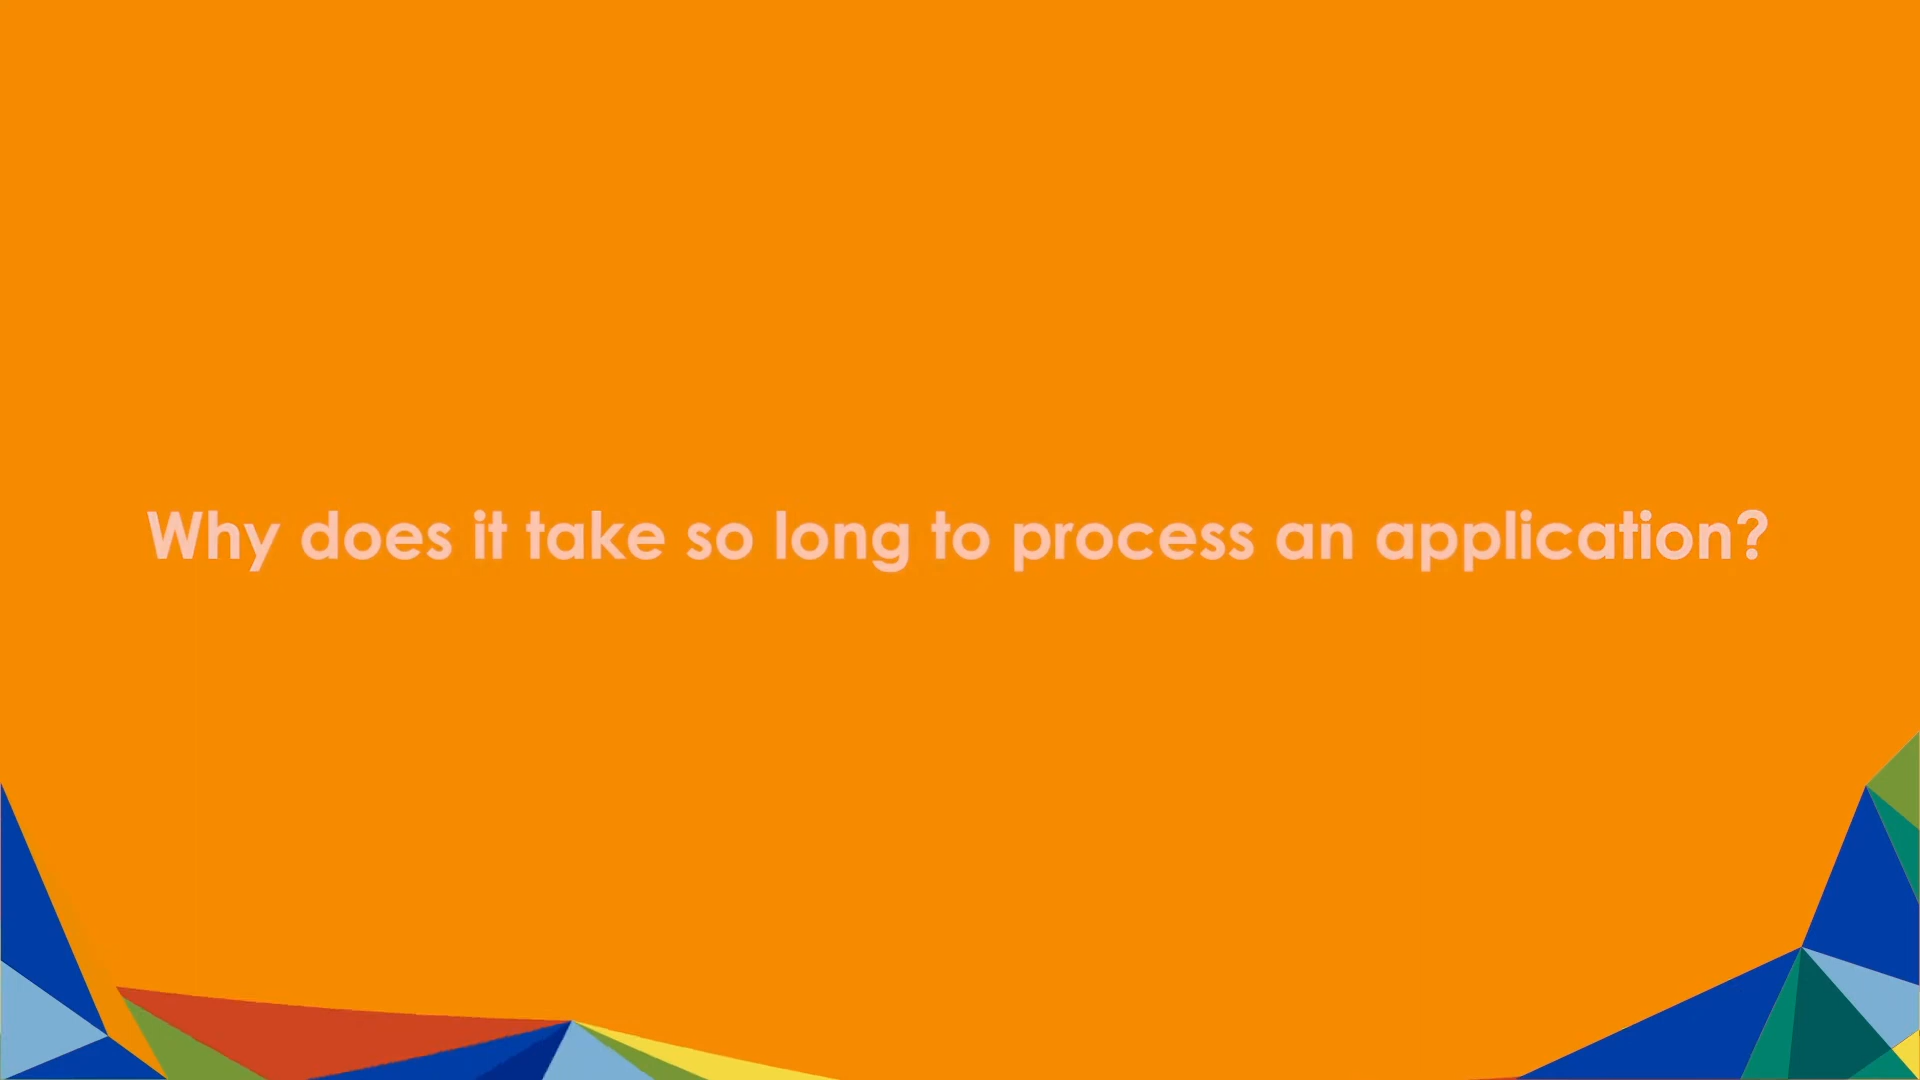 Why does it take so long to process an application?